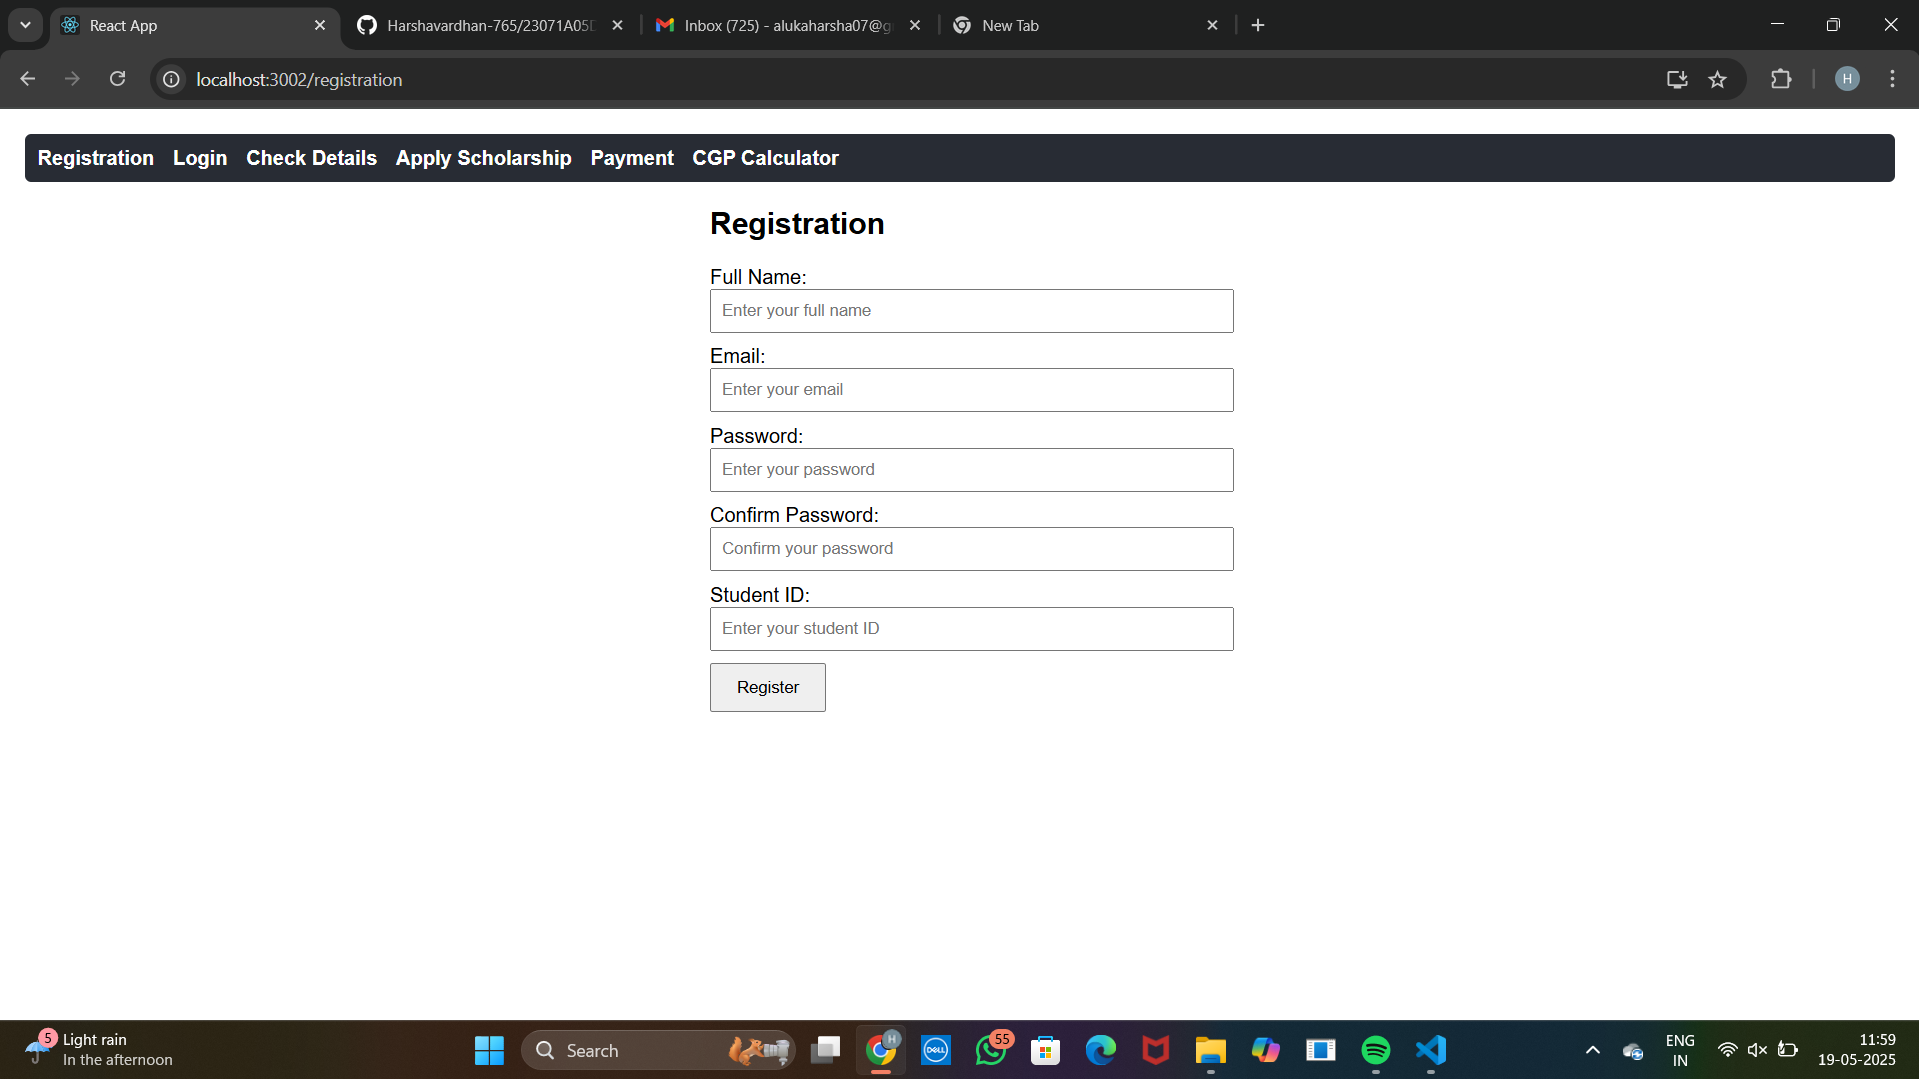 React App
Harshavardhan-765/23071A05D
Inbox (725) - alukaharsha07@g
New Tab
localhost:3002/registration
H
Registration Login Check Details Apply Scholarship Payment CGP Calculator
Registration
Full Name:
Enter your full name
Email:
Enter your email
Password:
Enter your password
Confirm Password:
Confirm your password
Student ID:
Enter your student ID
Register
5
Light rain
In the afternoon
Search
H
DELL
55
ENG
IN
11:59
19-05-2025